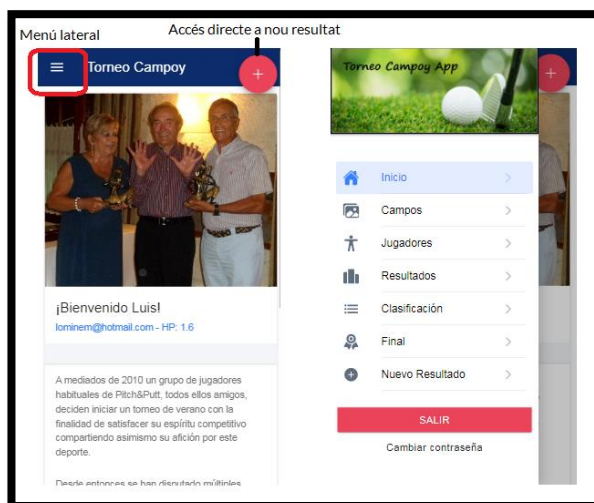 Menú lateral
Accés directe a nou resultat
Torneo Campoy
+
¡Bienvenido Luis!
lominem@hotmail.com - HP: 1.6
A mediados de 2010 un grupo de jugadores
habituales de Pitch&Putt, todos ellos amigos,
deciden iniciar un torneo de verano con la
finalidad de satisfacer su espíritu competitivo
compartiendo asimismo su afición por este
deporte.
Desde entonces se han disputado múltiples
Torneo Campoy App
+
Inicio
Campos
Jugadores
Resultados
Clasificación
Final
Nuevo Resultado
SALIR
Cambiar contraseña